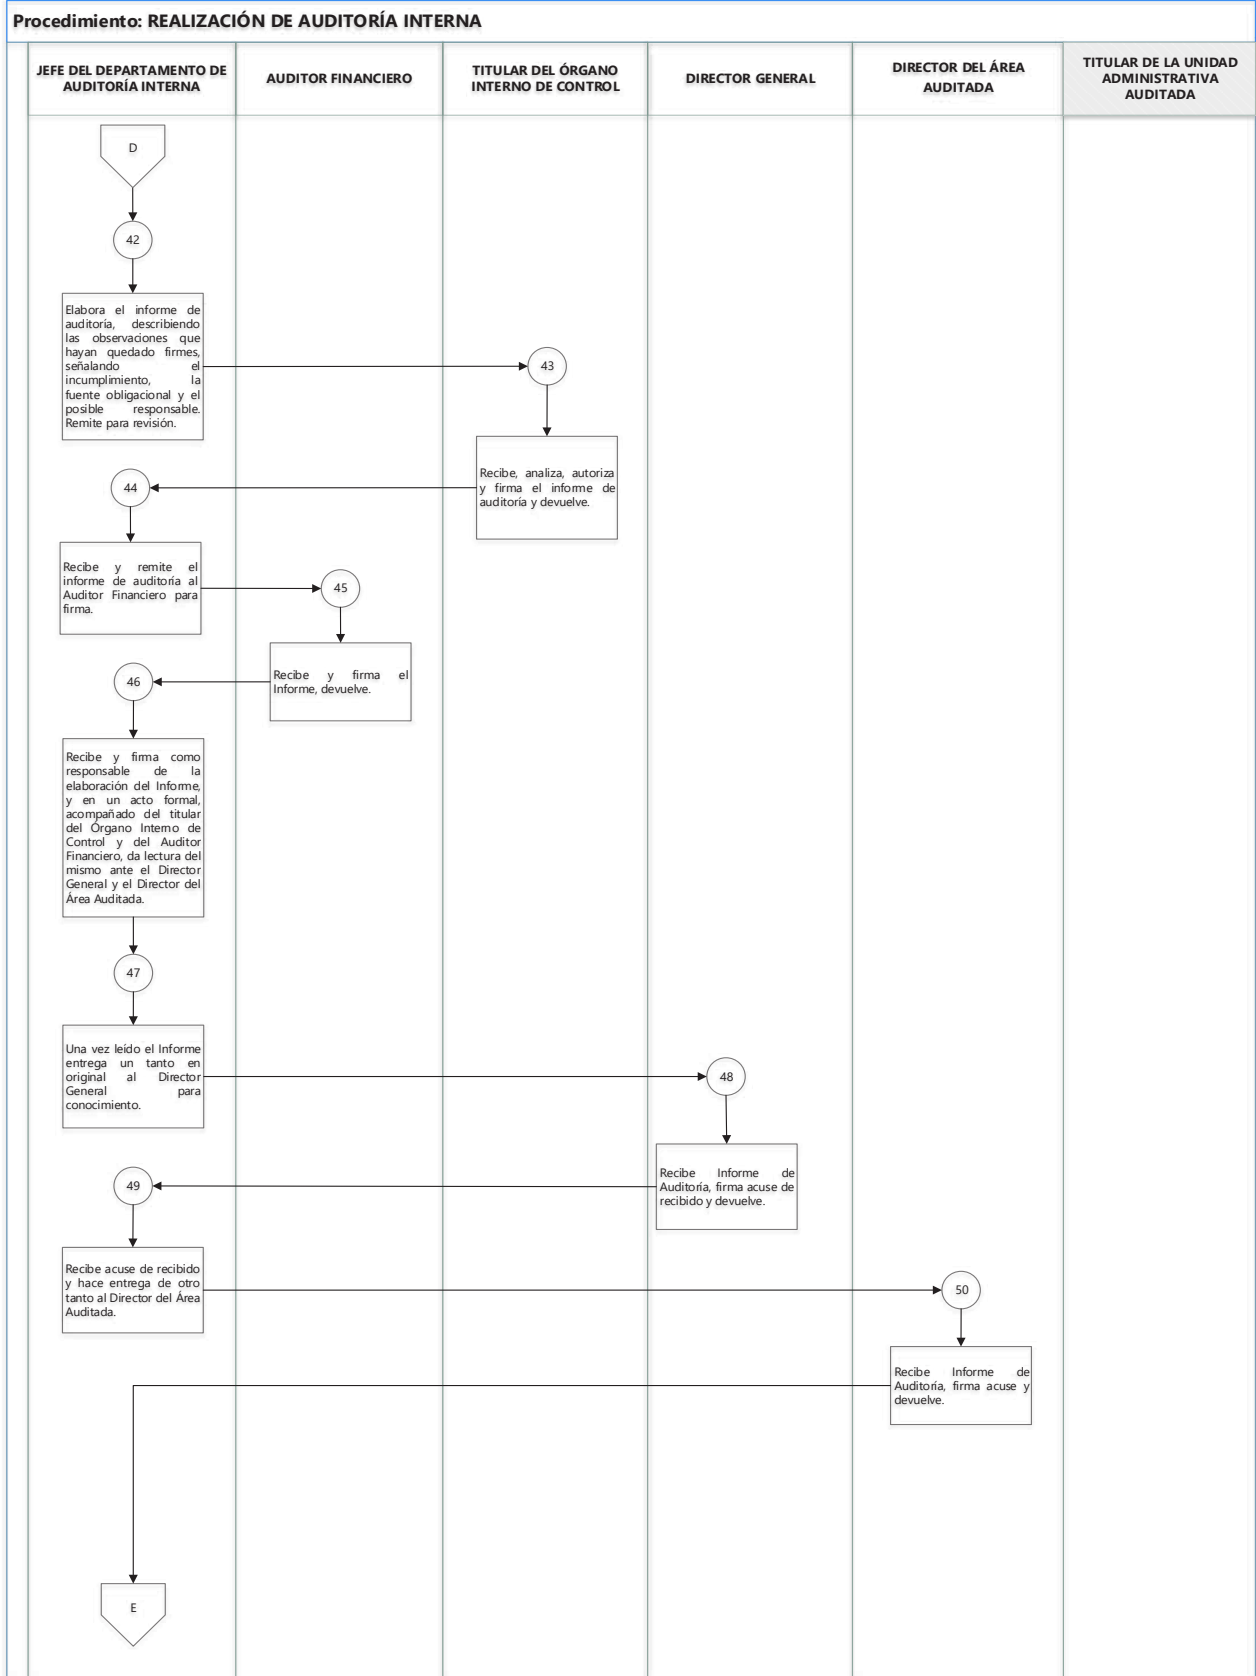 Procedimiento: REALIZACIÓN DE AUDITORÍA INTERNA
JEFE DEL DEPARTAMENTO DE
AUDITORÍA INTERNA
AUDITOR FINANCIERO
TITULAR DEL ÓRGANO
INTERNO DE CONTROL
DIRECTOR GENERAL
DIRECTOR DEL ÁREA
AUDITADA
TITULAR DE LA UNIDAD
ADMINISTRATIVA
AUDITADA
D
42
Elabora el informe de
auditoría, describiendo
las observaciones que
hayan quedado firmes,
señalando el
incumplimiento, la
fuente obligacional y el
posible responsable.
Remite para revisión.
43
Recibe, analiza, autoriza
y firma el informe de
auditoría y devuelve.
44
Recibe y remite el
informe de auditoría al
Auditor Financiero para
firma.
45
Recibe y firma el
Informe, devuelve.
46
Recibe y firma como
responsable de la
elaboración del Informe,
y en un acto formal,
acompañado del titular
del Órgano Interno de
Control y del Auditor
Financiero, da lectura del
mismo ante el Director
General y el Director del
Área Auditada.
47
Una vez leído el Informe
entrega un tanto en
original al Director
General para
conocimiento.
48
Recibe Informe de
Auditoría, firma acuse de
recibido y devuelve.
49
Recibe acuse de recibido
y hace entrega de otro
tanto al Director del Área
Auditada.
50
Recibe Informe de
Auditoría, firma acuse y
devuelve.
E